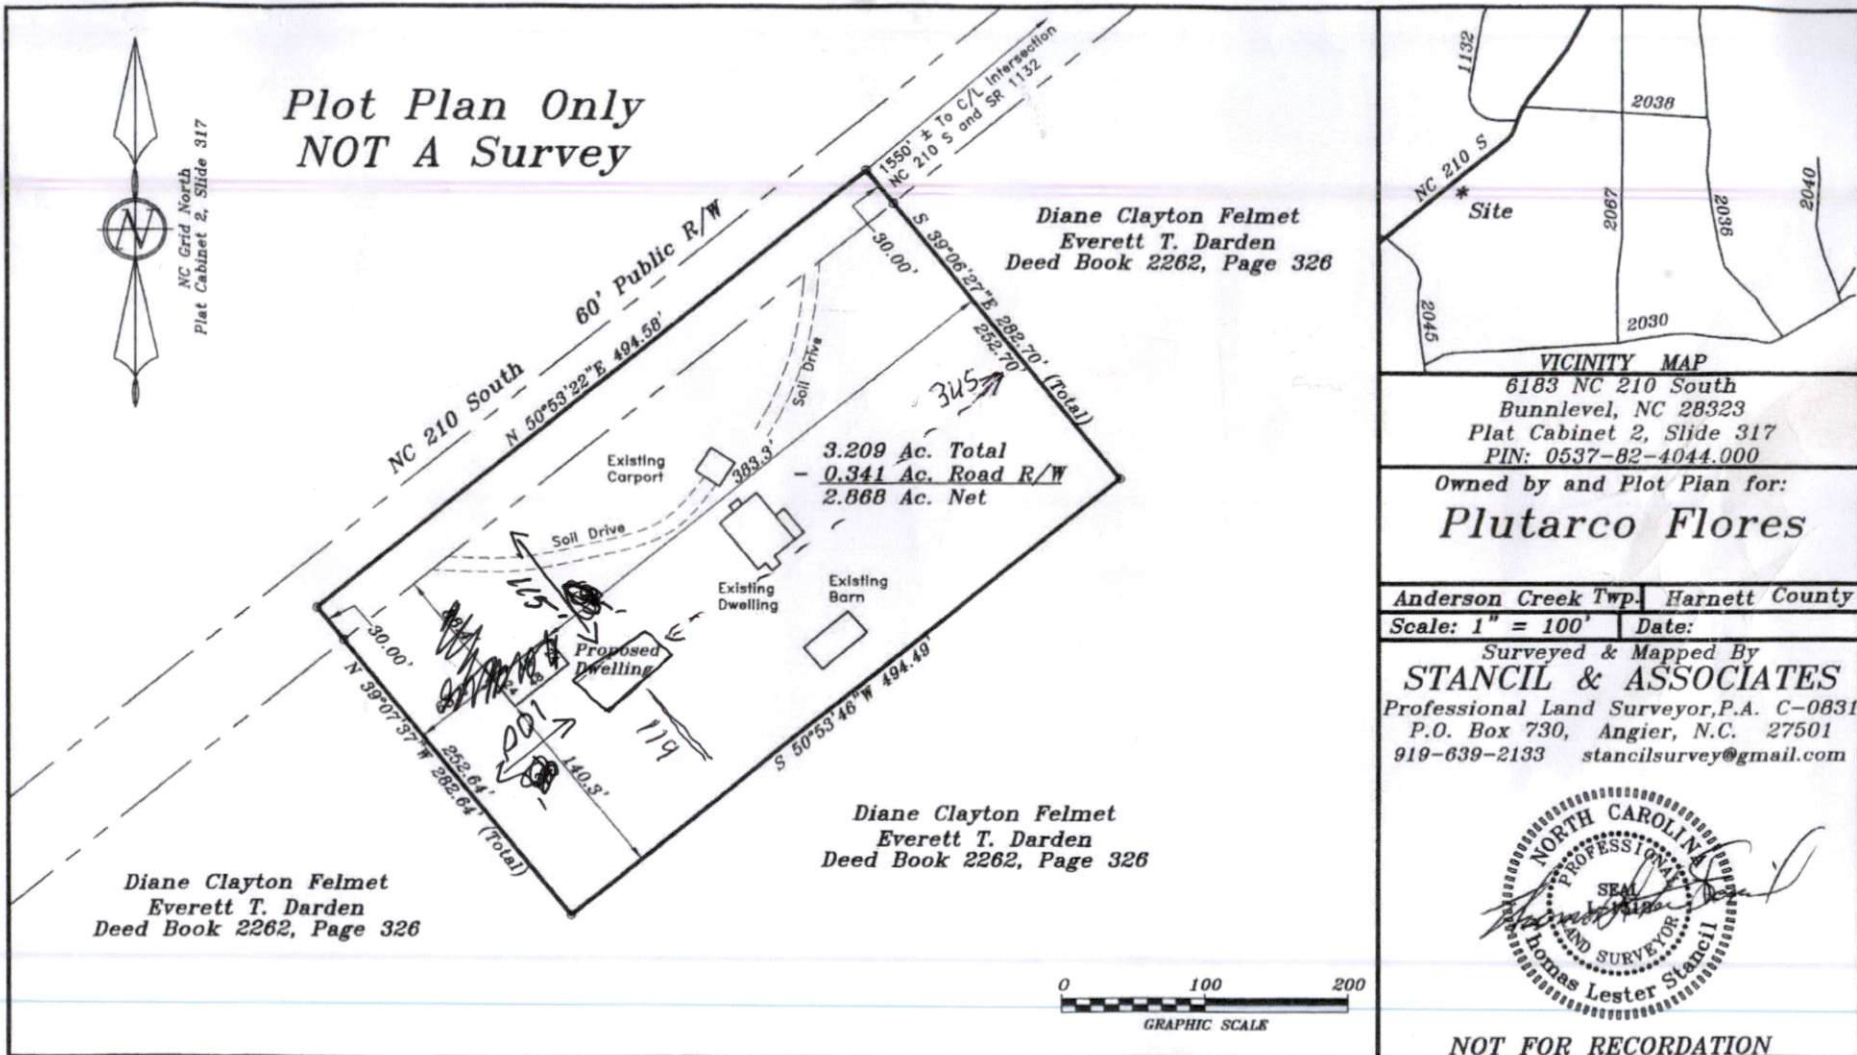 Plot Plan Only
NOT A Survey
NC Grid North
Plat Cabinet 2, Slide 317
N
1550' ± To C/L Intersection
NC 210 S and SR 1132
60' Public R/W
NC 210 South
N 50°53'22"E 494.58'
30.00'
S 39°06'27"E 282.70' (Total)
252.70'
Diane Clayton Felmet
Everett T. Darden
Deed Book 2262, Page 326
Soil Drive
345
383.3'
3.209 Ac. Total
- 0.341 Ac. Road R/W
2.868 Ac. Net
Existing
Carport
Soil Drive
Existing
Dwelling
Existing
Barn
115'
Proposed
Dwelling
30.00'
N 39°07'37"W 282.64' (Total)
252.64'
140.3'
119
S 50°53'46"W 494.49'
Diane Clayton Felmet
Everett T. Darden
Deed Book 2262, Page 326
Diane Clayton Felmet
Everett T. Darden
Deed Book 2262, Page 326
0 100 200
GRAPHIC SCALE
1132
2038
NC 210 S
* Site
2067
2036
2040
2045
2030
VICINITY MAP
6183 NC 210 South
Bunnlevel, NC 28323
Plat Cabinet 2, Slide 317
PIN: 0537-82-4044.000
Owned by and Plot Plan for:
Plutarco Flores
Anderson Creek Twp. Harnett County
Scale: 1" = 100' Date:
Surveyed & Mapped By
STANCIL & ASSOCIATES
Professional Land Surveyor,P.A. C-0831
P.O. Box 730, Angier, N.C. 27501
919-639-2133 stancilsurvey@gmail.com
NORTH CAROLINA
PROFESSIONAL
SEAL
LAND SURVEYOR
Thomas Lester Stancil
NOT FOR RECORDATION